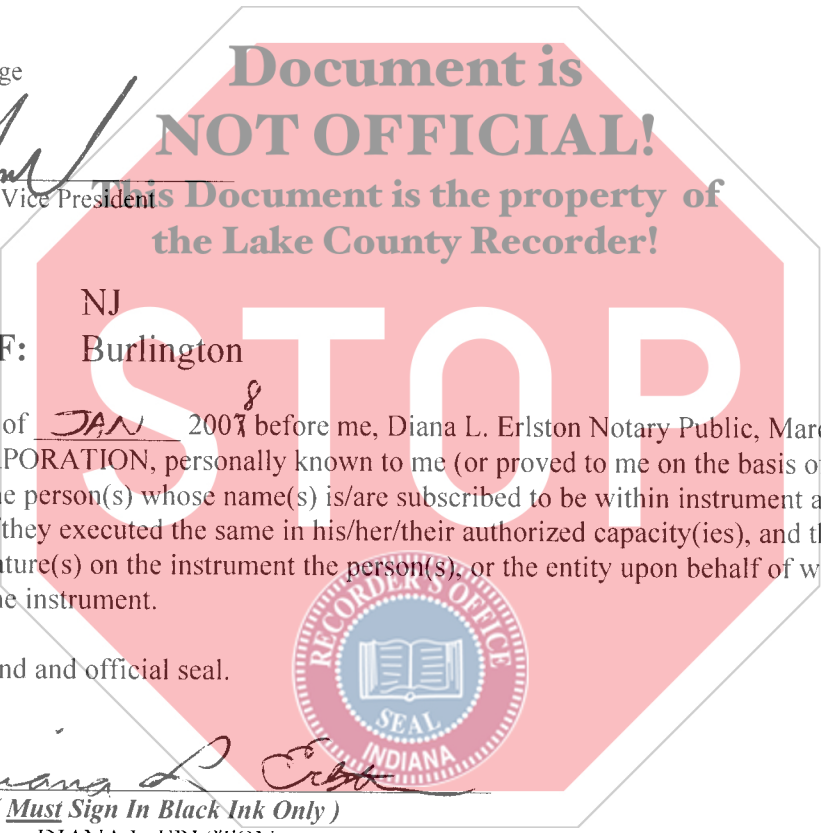 Document is
ge
NOT OFFICIAL!
This Document is the property of
Vice President
the Lake County Recorder!
STOP
NJ
F: Burlington
8
of JAN 2007 before me, Diana L. Erlston Notary Public, Marc
PORATION, personally known to me (or proved to me on the basis o
e person(s) whose name(s) is/are subscribed to be within instrument a
they executed the same in his/her/their authorized capacity(ies), and th
ature(s) on the instrument the person(s), or the entity upon behalf of w
e instrument.
nd and official seal.
RECORDER'S OFFICE
SEAL
INDIANA
iana L Erlston
( Must Sign In Black Ink Only )